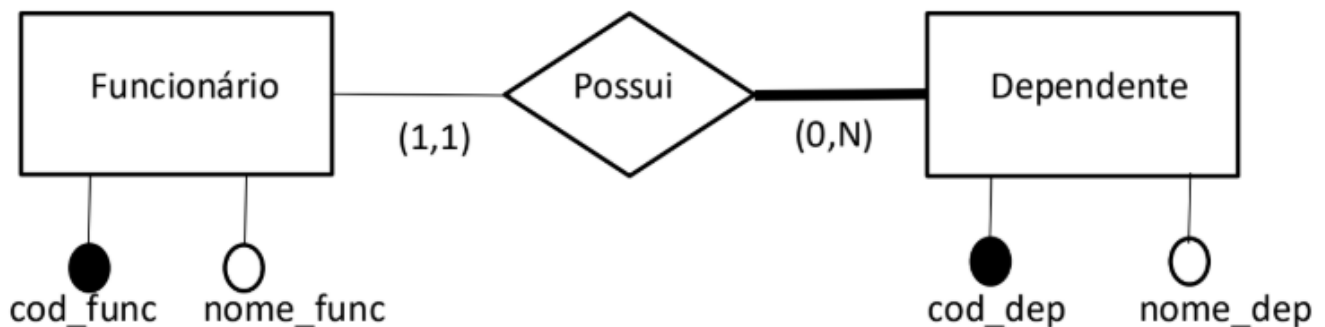 Funcionário
Possui
Dependente
(1,1)
(0,N)
cod_func
nome_func
cod_dep
nome_dep